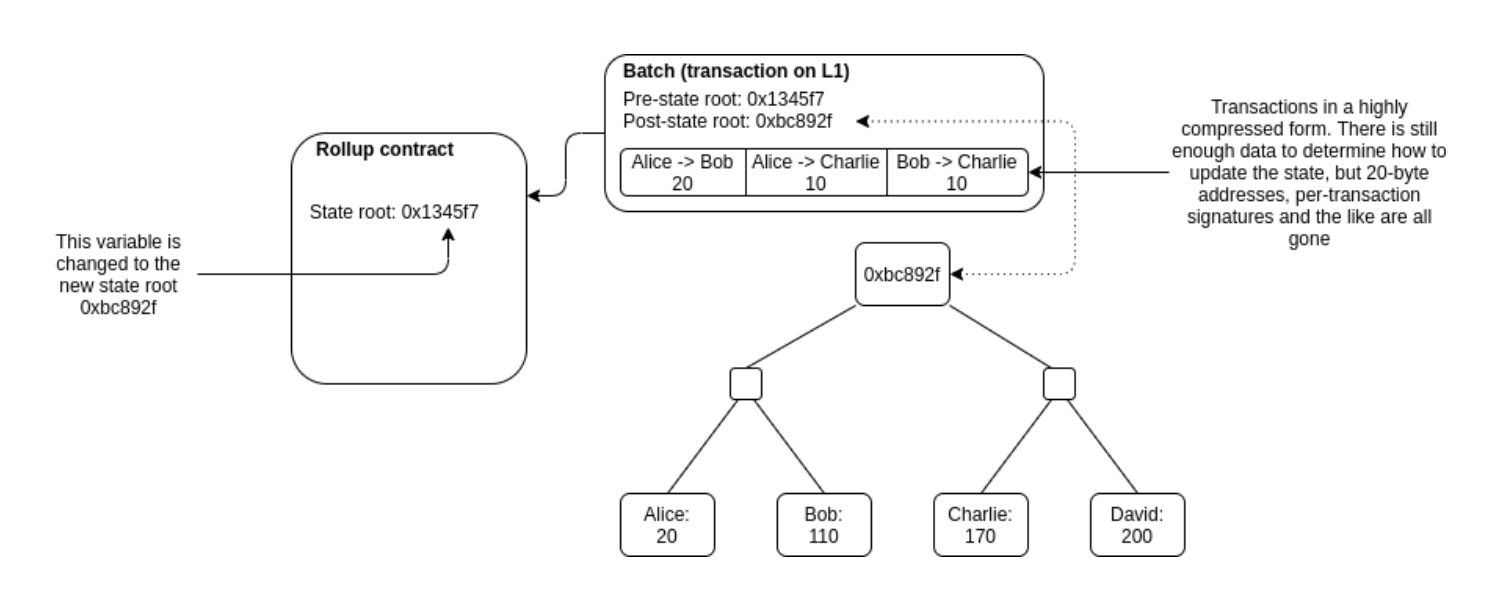 Batch (transaction on L1)
Pre-state root: 0x1345f7
Post-state root: 0xbc892f
Alice -> Bob
20
Alice -> Charlie
10
Bob -> Charlie
10
Transactions in a highly
compressed form. There is still
enough data to determine how to
update the state, but 20-byte
addresses, per-transaction
signatures and the like are all
gone
Rollup contract
State root: 0x1345f7
This variable is
changed to the
new state root
0xbc892f
0xbc892f
Alice:
20
Bob:
110
Charlie:
170
David:
200